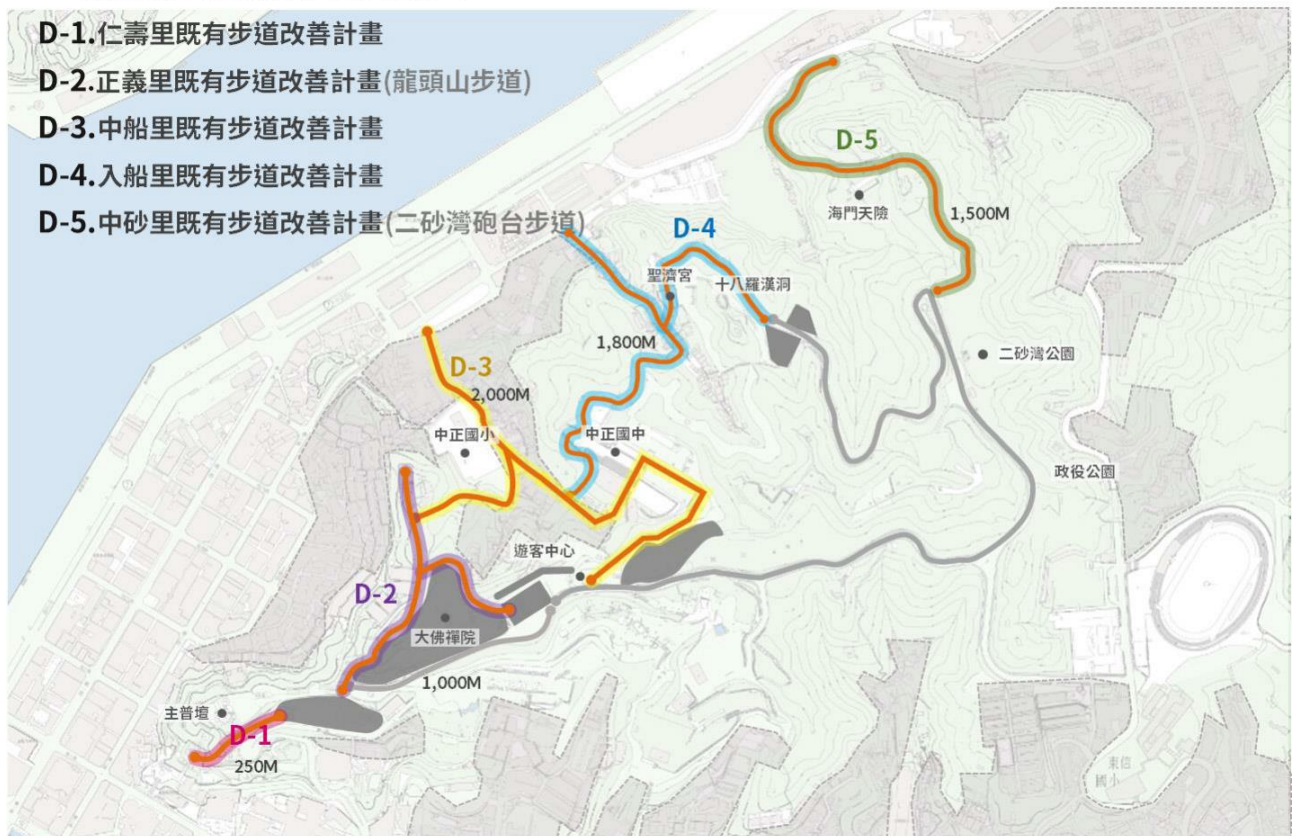 D-1.仁壽里既有步道改善計畫
D-2.正義里既有步道改善計畫(龍頭山步道)
D-3.中船里既有步道改善計畫
D-4.入船里既有步道改善計畫
D-5.中砂里既有步道改善計畫(二砂灣砲台步道)
D-5
海門天險
1,500M
D-4
聖濟宮
十八羅漢洞
1,800M
二砂灣公園
D-3
2,000M
中正國小
中正國中
政役公園
遊客中心
D-2
大佛禪院
1,000M
主普壇
D-1
250M
東信
國小